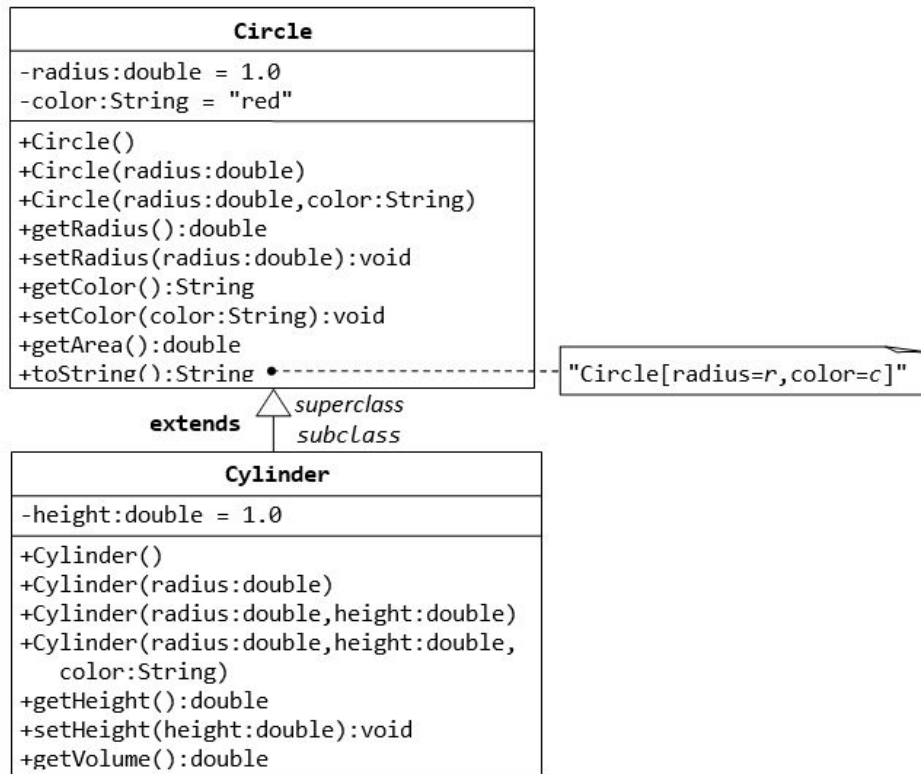 Circle
-radius:double = 1.0
-color:String = "red"
+Circle()
+Circle(radius:double)
+Circle(radius:double,color:String)
+getRadius():double
+setRadius(radius:double):void
+getColor():String
+setColor(color:String):void
+getArea():double
+toString():String
"Circle[radius=r,color=c]"
superclass
extends
subclass
Cylinder
-height:double = 1.0
+Cylinder()
+Cylinder(radius:double)
+Cylinder(radius:double,height:double)
+Cylinder(radius:double,height:double,
color:String)
+getHeight():double
+setHeight(height:double):void
+getVolume():double